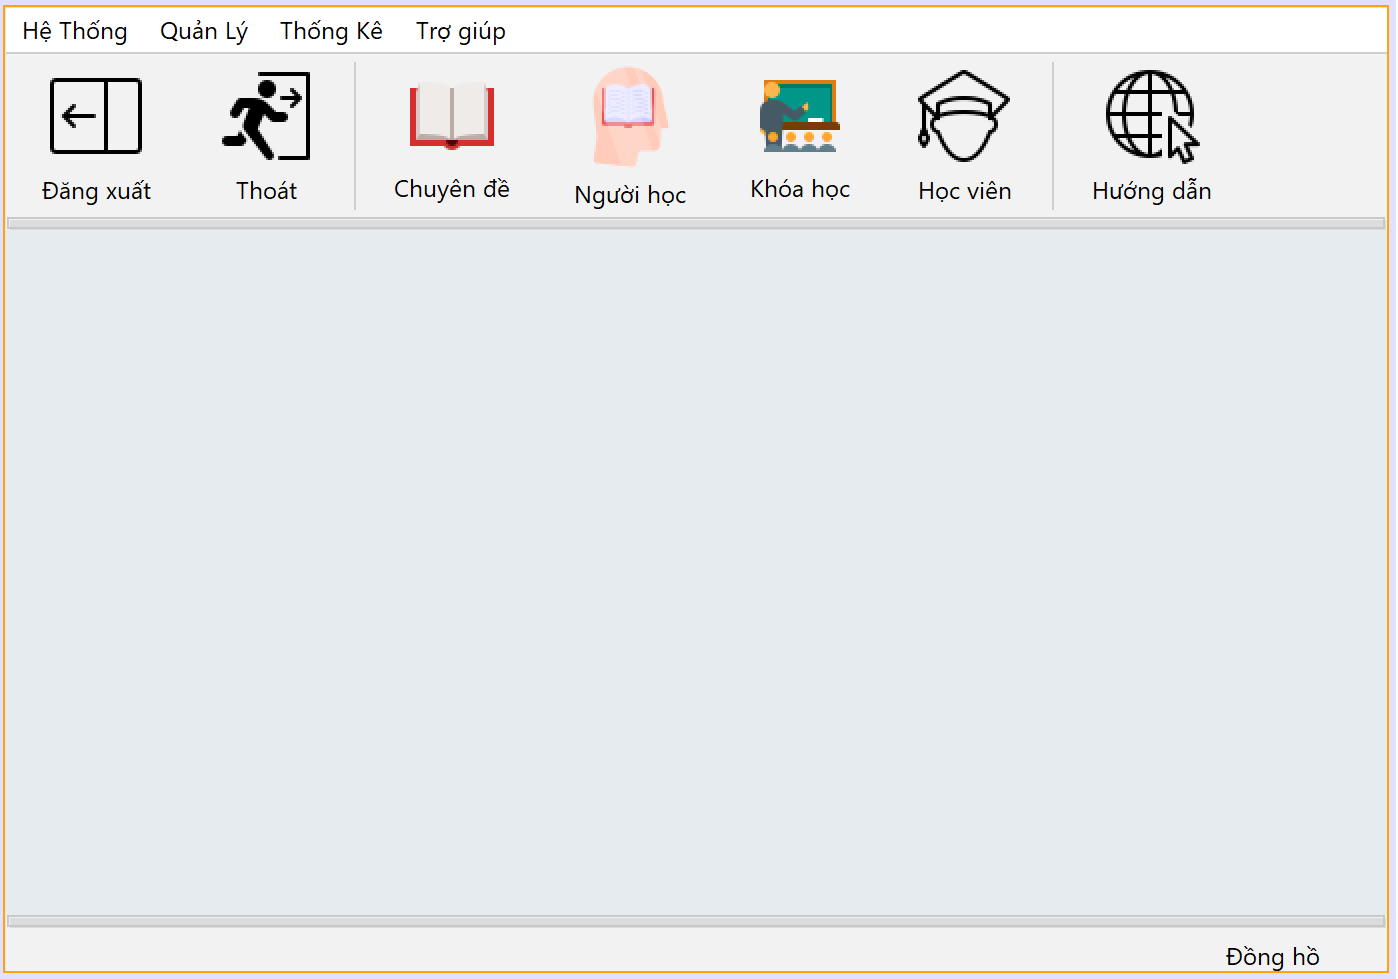 Hệ Thống Quản Lý Thống Kê Trợ giúp
Đăng xuất Thoát Chuyên đề Người học Khóa học Học viên Hướng dẫn
Đồng hồ